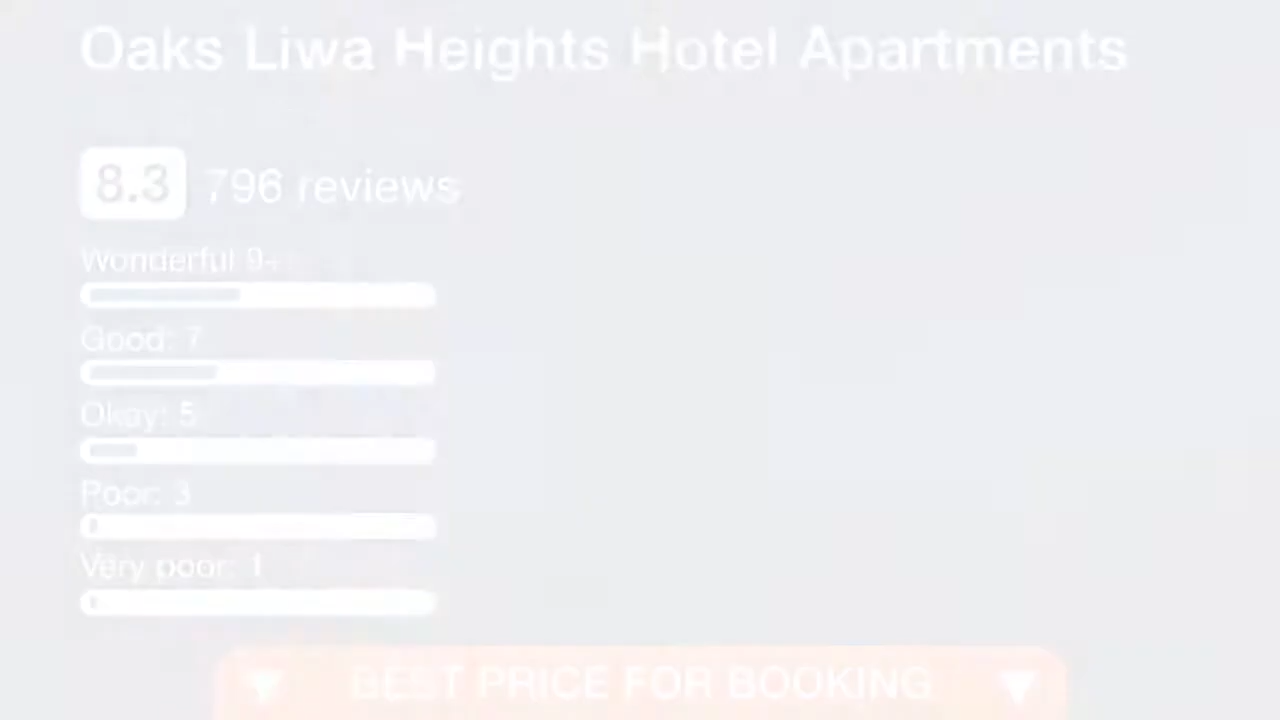 Oaks Liwa Heights Hotel Apartments
8.3 796 reviews
Wonderful 9+
Good: 7
Okay: 5
Poor: 3
Very poor: 1
▼ BEST PRICE FOR BOOKING ▼